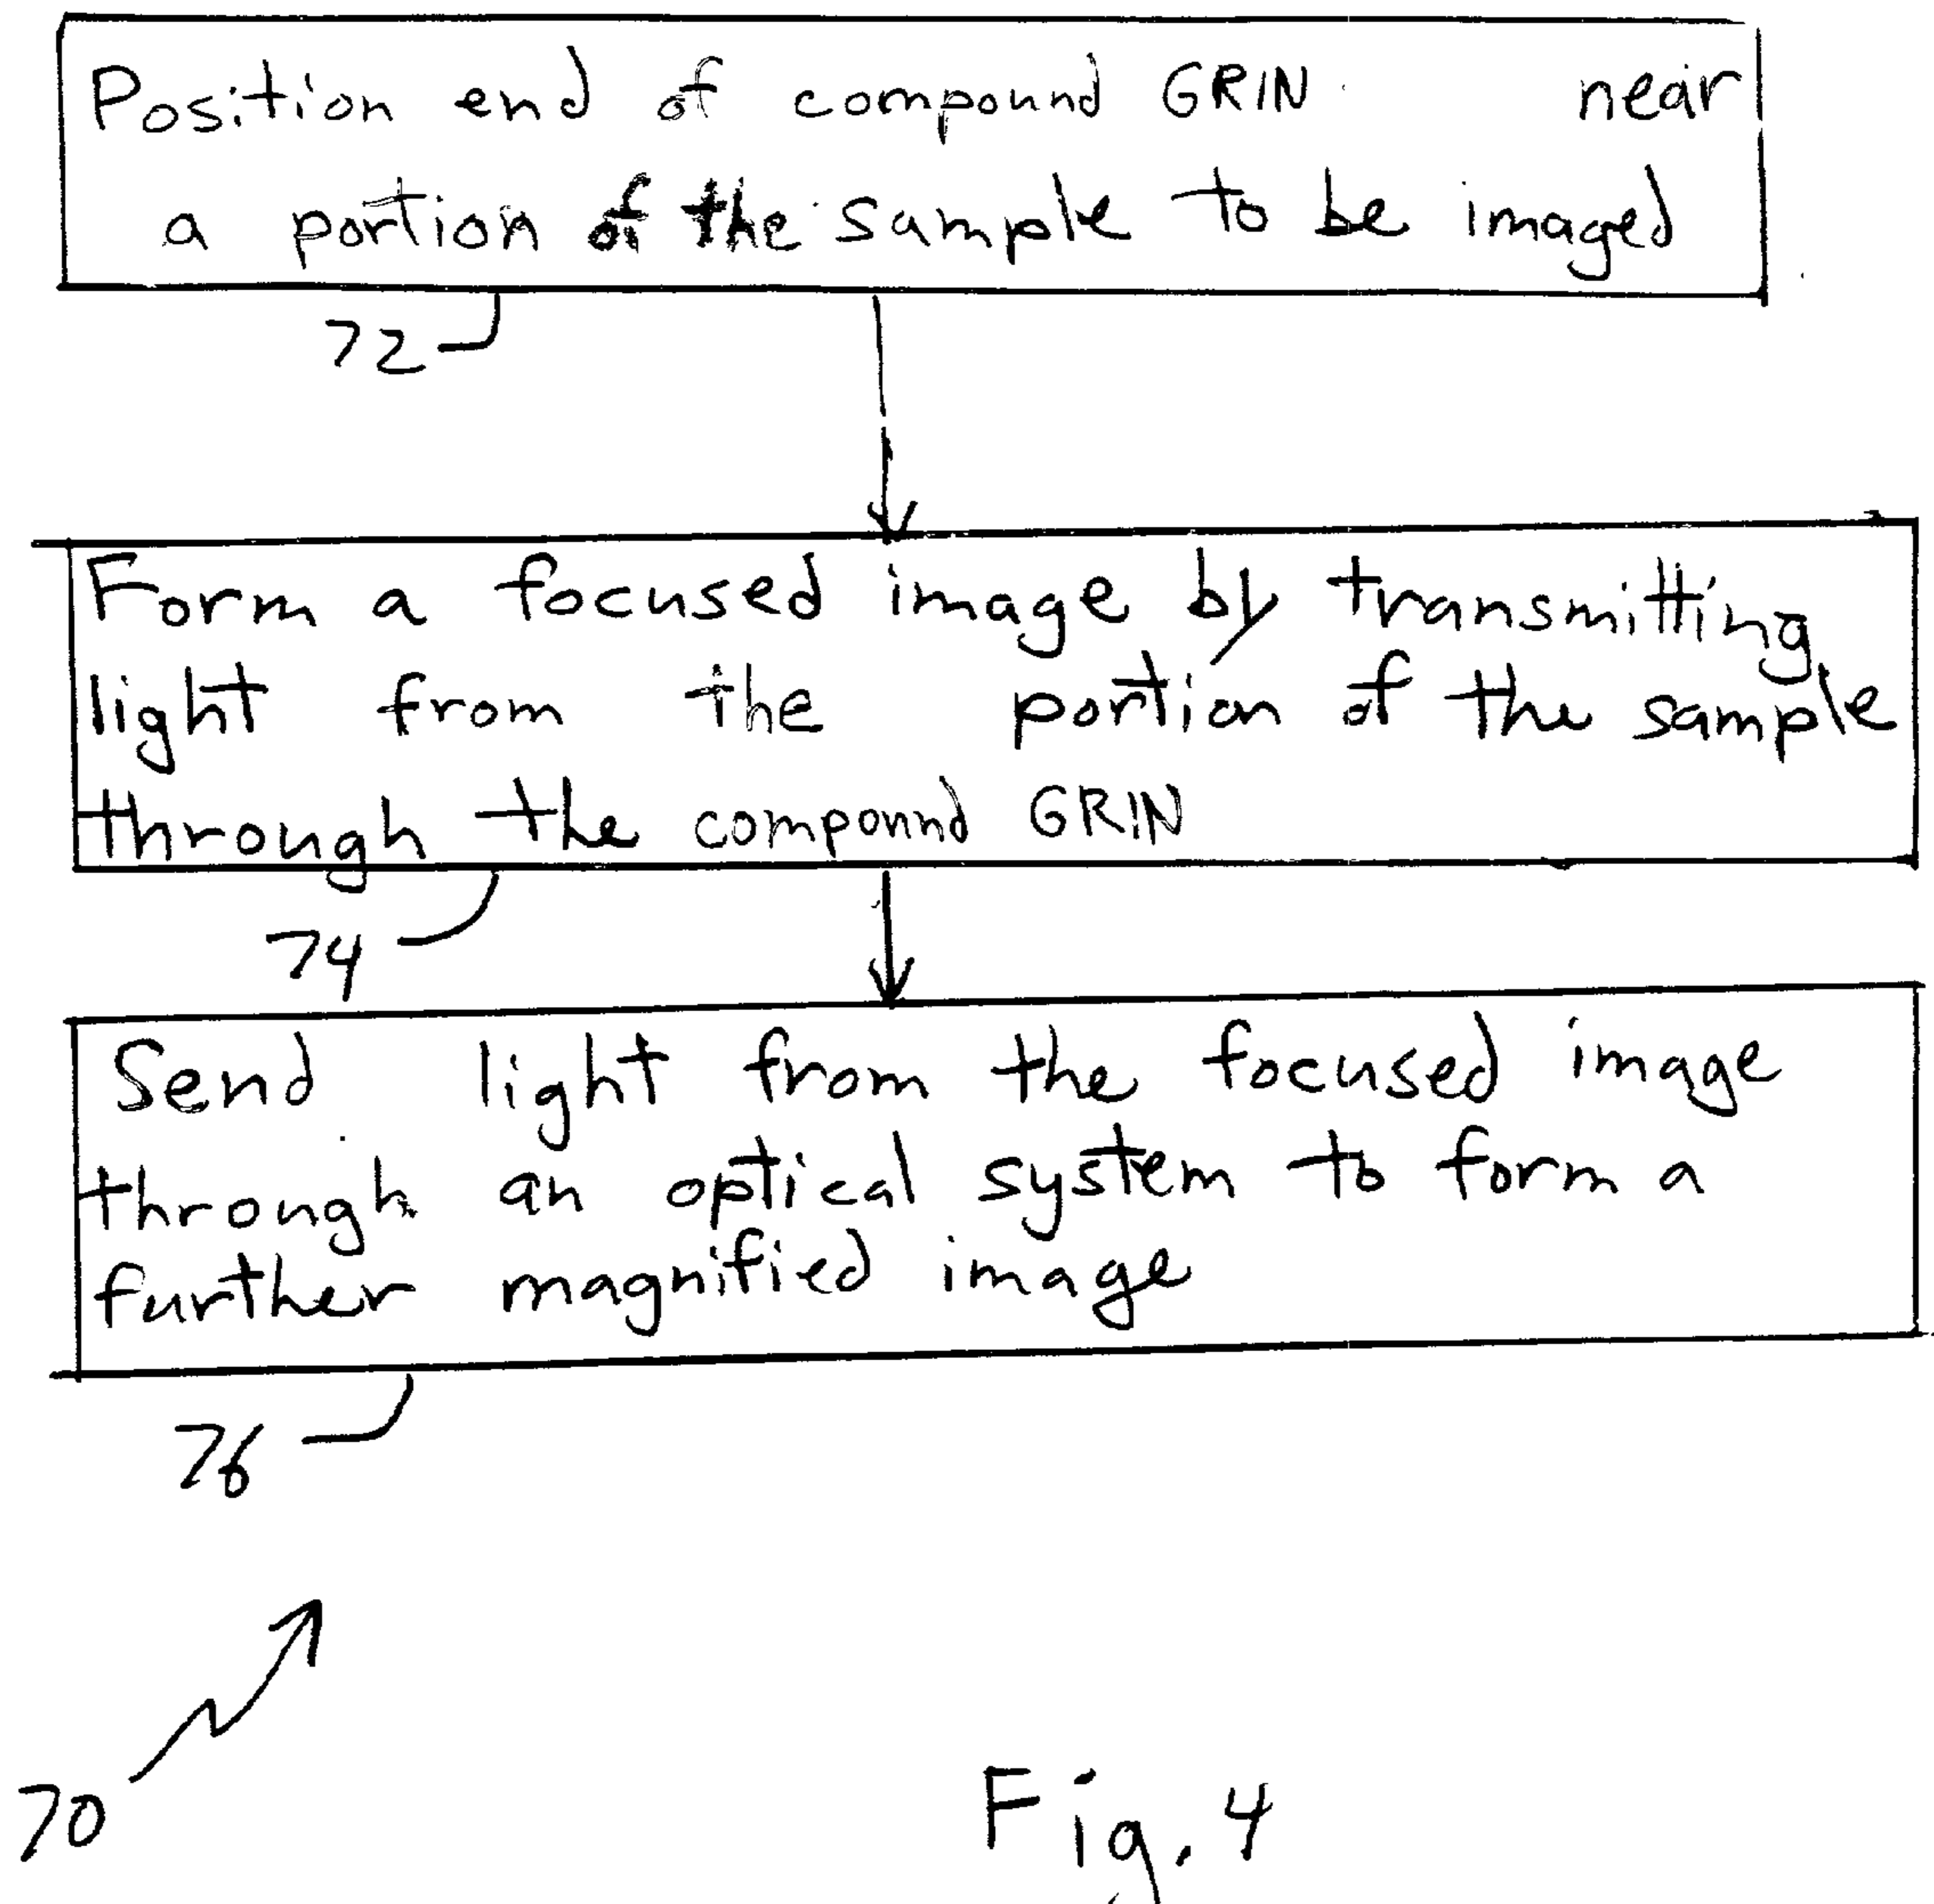 Position end of compound GRIN near
a portion of the sample to be imaged
72
Form a focused image by transmitting
light from the portion of the sample
through the compound GRIN
74
Send light from the focused image
through an optical system to form a
further magnified image
76
70
Fig. 4